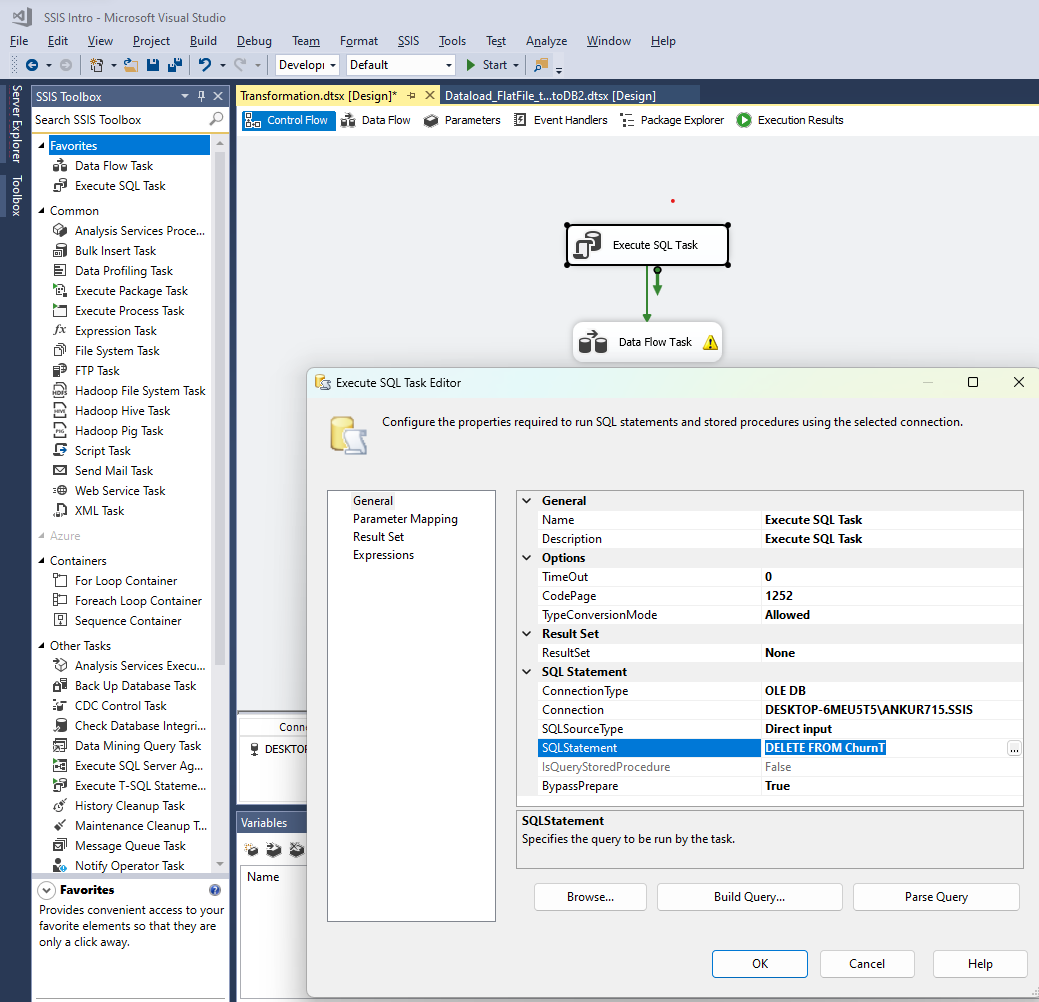 SSIS Intro - Microsoft Visual Studio
File Edit View Project Build Debug Team Format SSIS Tools Test Analyze Window Help
Developi Default Start
Server Explorer
Toolbox
SSIS Toolbox
Search SSIS Toolbox
Favorites
Data Flow Task
Execute SQL Task
Common
Analysis Services Proce...
Bulk Insert Task
Data Profiling Task
Execute Package Task
Execute Process Task
Expression Task
File System Task
FTP Task
Hadoop File System Task
Hadoop Hive Task
Hadoop Pig Task
Script Task
Send Mail Task
Web Service Task
XML Task
Azure
Containers
For Loop Container
Foreach Loop Container
Sequence Container
Other Tasks
Analysis Services Execu...
Back Up Database Task
CDC Control Task
Check Database Integri...
Data Mining Query Task
Execute SQL Server Ag...
Execute T-SQL Stateme...
History Cleanup Task
Maintenance Cleanup T...
Message Queue Task
Notify Operator Task
Favorites
Provides convenient access to your
favorite elements so that they are
only a click away.
Transformation.dtsx [Design]* Dataload_FlatFile_t...toDB2.dtsx [Design]
Control Flow Data Flow Parameters Event Handlers Package Explorer Execution Results
Execute SQL Task
Data Flow Task
Conn
DESKTOP
Variables
Name
Execute SQL Task Editor
Configure the properties required to run SQL statements and stored procedures using the selected connection.
General
Parameter Mapping
Result Set
Expressions
General
Name Execute SQL Task
Description Execute SQL Task
Options
TimeOut 0
CodePage 1252
TypeConversionMode Allowed
Result Set
ResultSet None
SQL Statement
ConnectionType OLE DB
Connection DESKTOP-6MEU5T5\ANKUR715.SSIS
SQLSourceType Direct input
SQLStatement DELETE FROM ChurnT ...
IsQueryStoredProcedure False
BypassPrepare True
SQLStatement
Specifies the query to be run by the task.
Browse... Build Query... Parse Query
OK Cancel Help